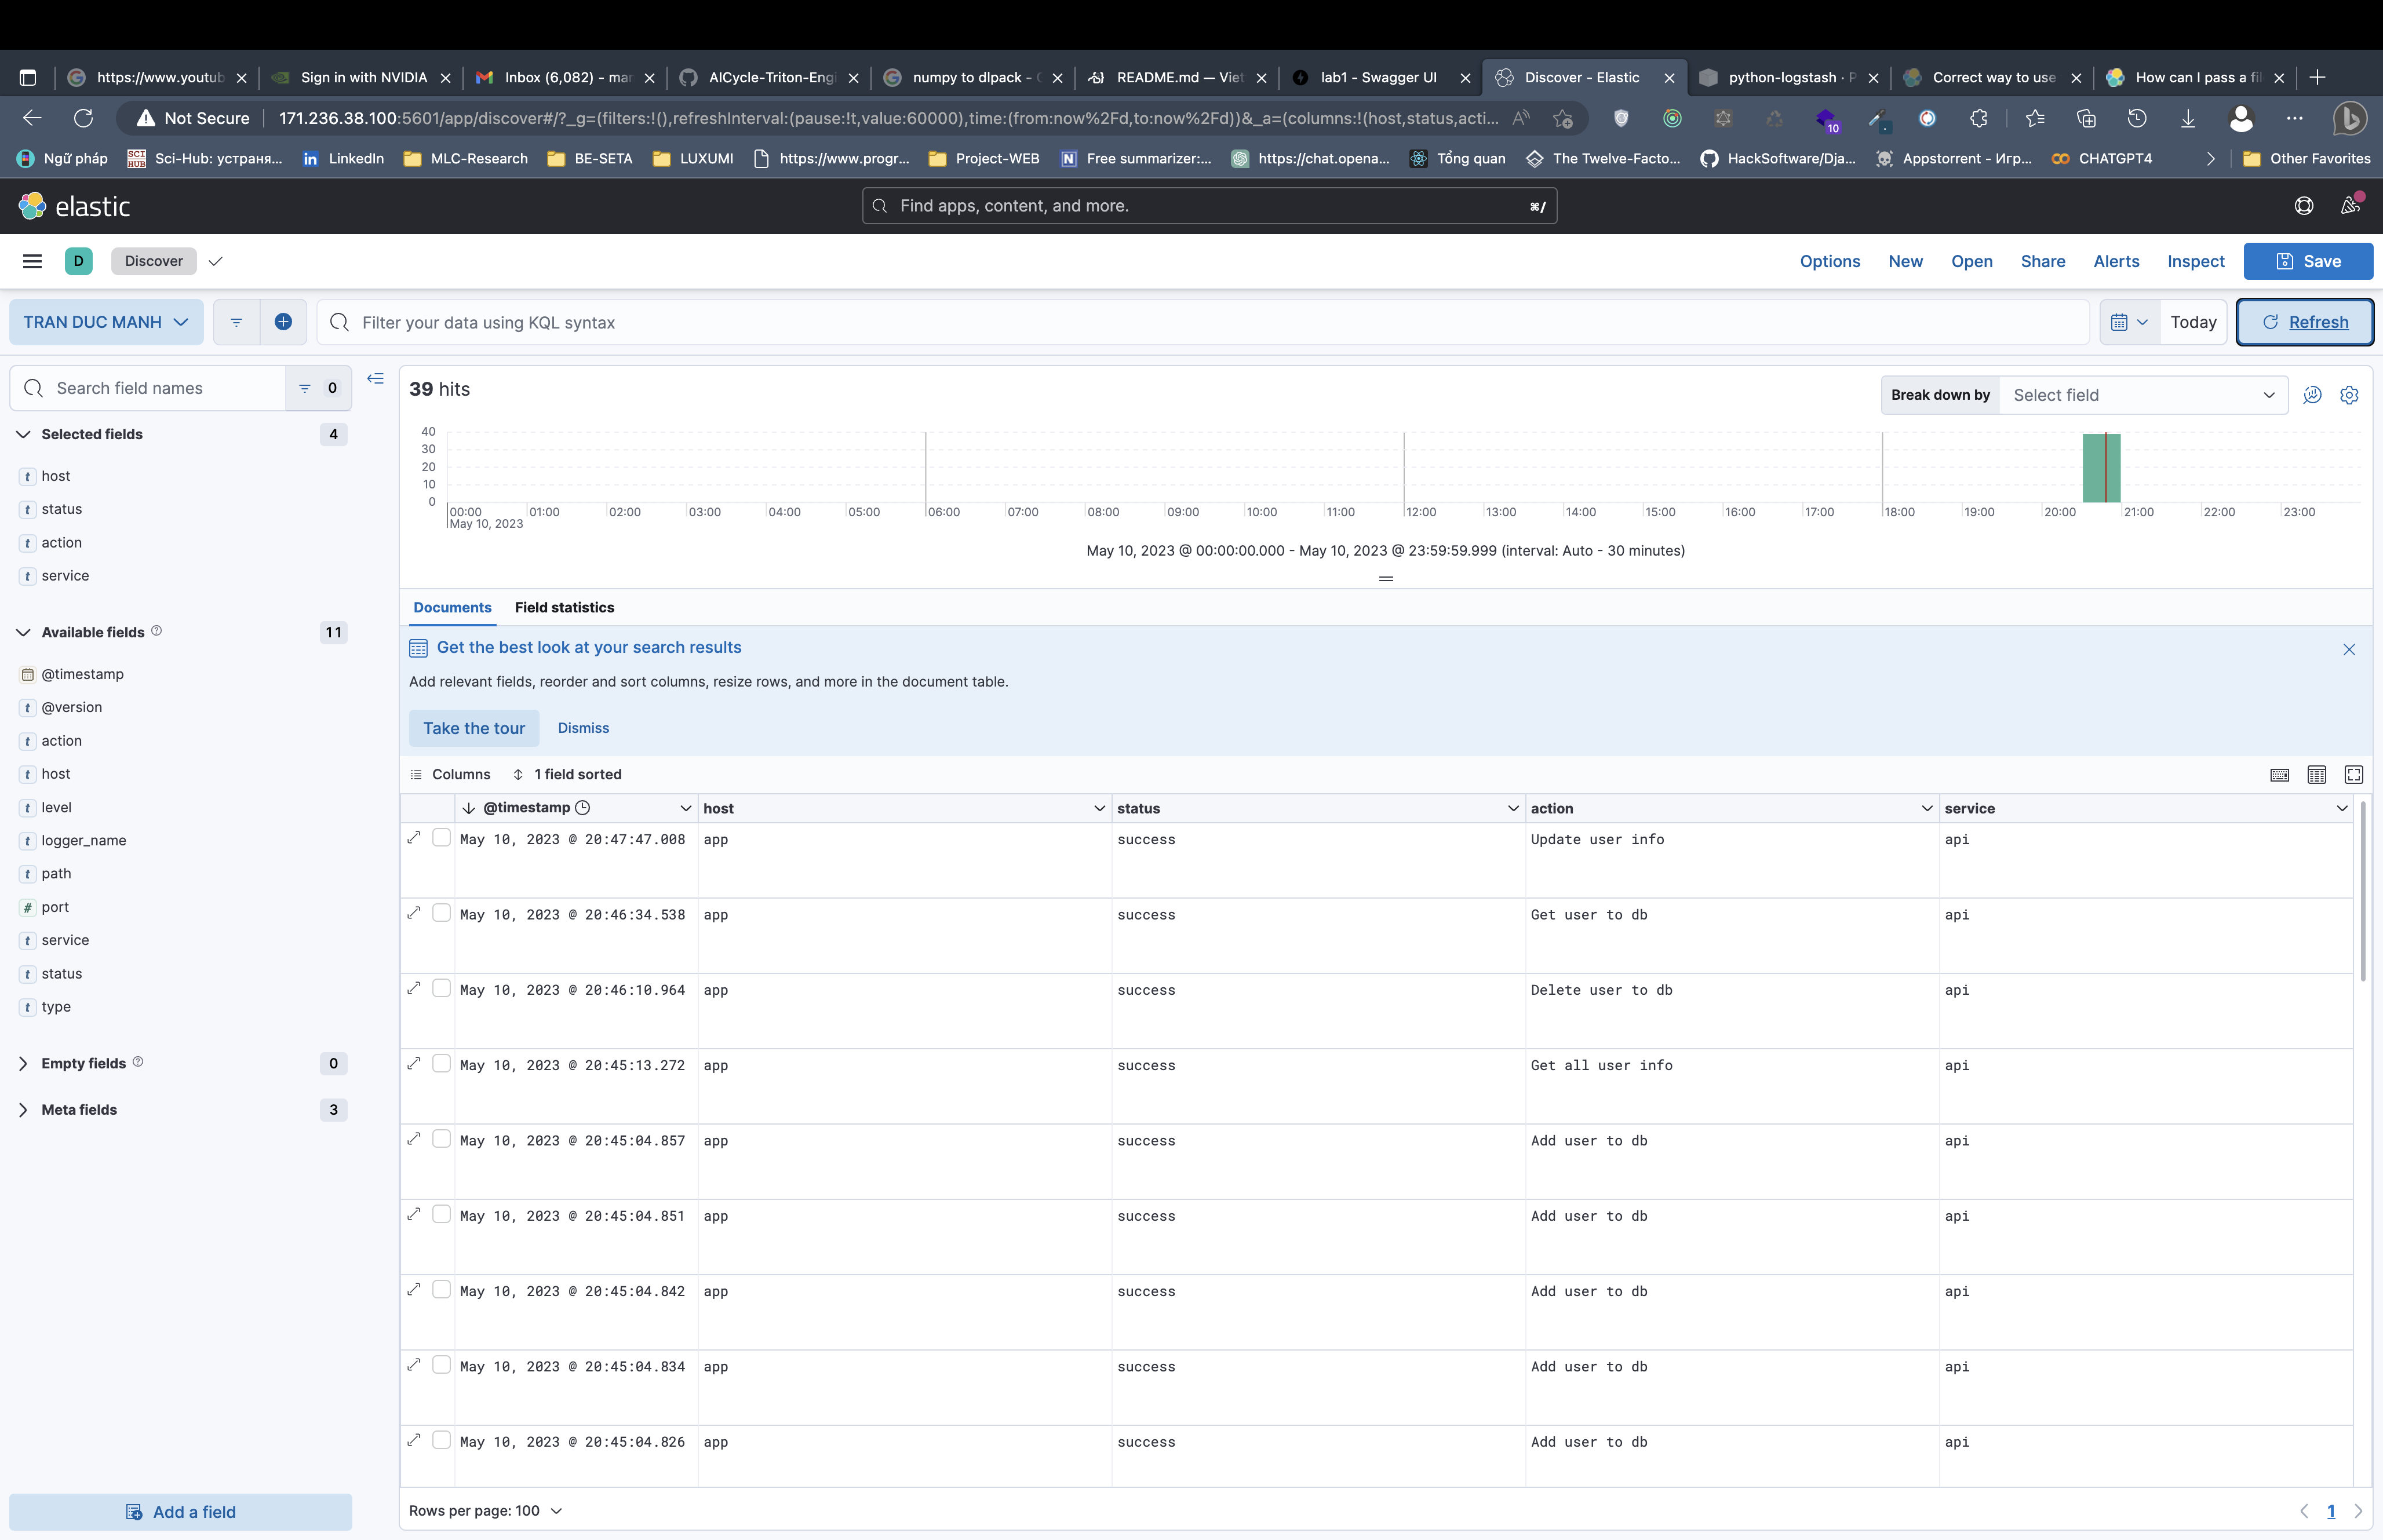 https://www.youtub
Sign in with NVIDIA
Inbox (6,082) - mar
AICycle-Triton-Engi
numpy to dlpack - G
README.md — Viet
lab1 - Swagger UI
Discover - Elastic
python-logstash · P
Correct way to use
How can I pass a fil
Not Secure
171.236.38.100:5601/app/discover#/?_g=(filters:!(),refreshInterval:(pause:!t,value:60000),time:(from:now%2Fd,to:now%2Fd))&_a=(columns:!(host,status,acti...
10
Ngữ pháp
SCI HUB
Sci-Hub: устраня...
in
LinkedIn
MLC-Research
BE-SETA
LUXUMI
https://www.progr...
Project-WEB
N
Free summarizer:...
https://chat.opena...
Tổng quan
The Twelve-Facto...
HackSoftware/Dja...
Appstorrent - Игр...
CHATGPT4
Other Favorites
elastic
Find apps, content, and more.
⌘/
D
Discover
Options
New
Open
Share
Alerts
Inspect
Save
TRAN DUC MANH
Filter your data using KQL syntax
Today
Refresh
Search field names
0
Selected fields
4
t host
t status
t action
t service
Available fields
11
@timestamp
t @version
t action
t host
t level
t logger_name
t path
# port
t service
t status
t type
Empty fields
0
Meta fields
3
Add a field
39 hits
Break down by
Select field
40
30
20
10
0
00:00 01:00 02:00 03:00 04:00 05:00 06:00 07:00 08:00 09:00 10:00 11:00 12:00 13:00 14:00 15:00 16:00 17:00 18:00 19:00 20:00 21:00 22:00 23:00
May 10, 2023
May 10, 2023 @ 00:00:00.000 - May 10, 2023 @ 23:59:59.999 (interval: Auto - 30 minutes)
Documents
Field statistics
Get the best look at your search results
Add relevant fields, reorder and sort columns, resize rows, and more in the document table.
Take the tour
Dismiss
Columns
1 field sorted
@timestamp host status action service
May 10, 2023 @ 20:47:47.008 app success Update user info api
May 10, 2023 @ 20:46:34.538 app success Get user to db api
May 10, 2023 @ 20:46:10.964 app success Delete user to db api
May 10, 2023 @ 20:45:13.272 app success Get all user info api
May 10, 2023 @ 20:45:04.857 app success Add user to db api
May 10, 2023 @ 20:45:04.851 app success Add user to db api
May 10, 2023 @ 20:45:04.842 app success Add user to db api
May 10, 2023 @ 20:45:04.834 app success Add user to db api
May 10, 2023 @ 20:45:04.826 app success Add user to db api
Rows per page: 100
1